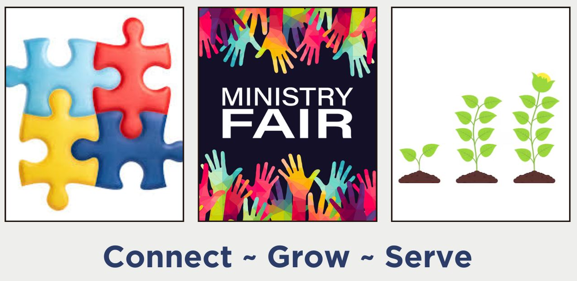 MINISTRY
FAIR
Connect ~ Grow ~ Serve